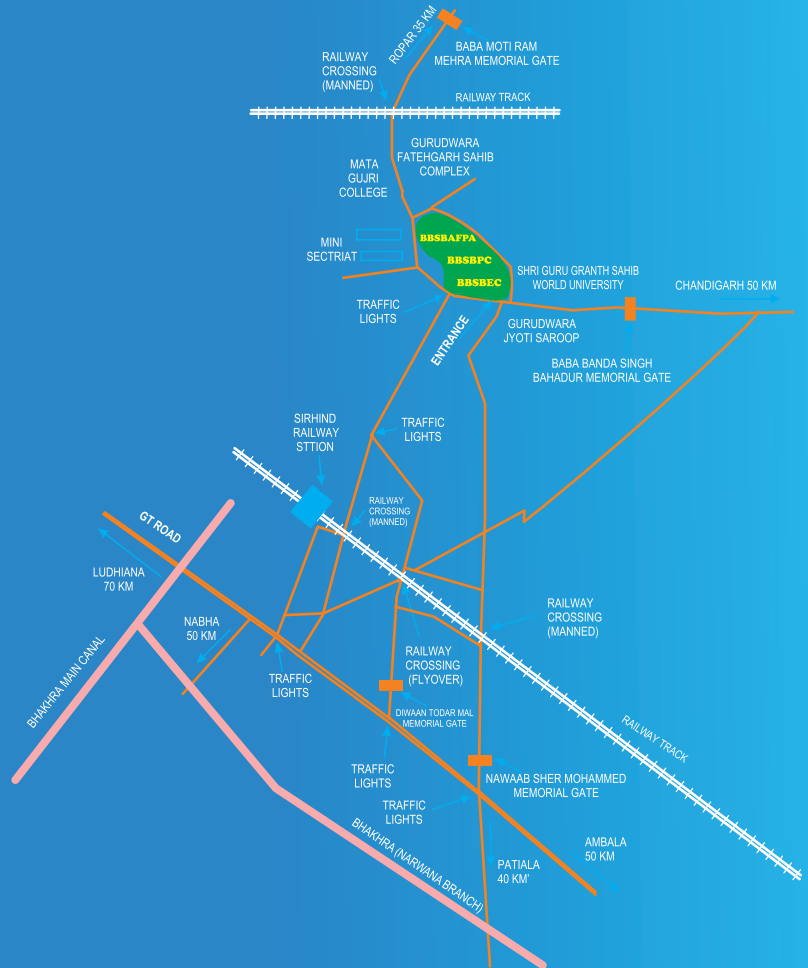 ROPAR 35 KM
BABA MOTI RAM
MEHRA MEMORIAL GATE
RAILWAY
CROSSING
(MANNED)
RAILWAY TRACK
GURUDWARA
FATEHGARH SAHIB
COMPLEX
MATA
GUJRI
COLLEGE
MINI
SECTRIAT
BBSBAFPA
BBSBPC
BBSBEC
SHRI GURU GRANTH SAHIB
WORLD UNIVERSITY
CHANDIGARH 50 KM
TRAFFIC
LIGHTS
ENTRANCE
GURUDWARA
JYOTI SAROOP
BABA BANDA SINGH
BAHADUR MEMORIAL GATE
SIRHIND
RAILWAY
STTION
TRAFFIC
LIGHTS
RAILWAY
CROSSING
(MANNED)
GT ROAD
LUDHIANA
70 KM
NABHA
50 KM
BHAKHRA MAIN CANAL
RAILWAY
CROSSING
(MANNED)
RAILWAY
CROSSING
(FLYOVER)
TRAFFIC
LIGHTS
DIWAAN TODAR MAL
MEMORIAL GATE
RAILWAY TRACK
TRAFFIC
LIGHTS
NAWAAB SHER MOHAMMED
MEMORIAL GATE
TRAFFIC
LIGHTS
BHAKHRA (NARWANA BRANCH)
PATIALA
40 KM'
AMBALA
50 KM